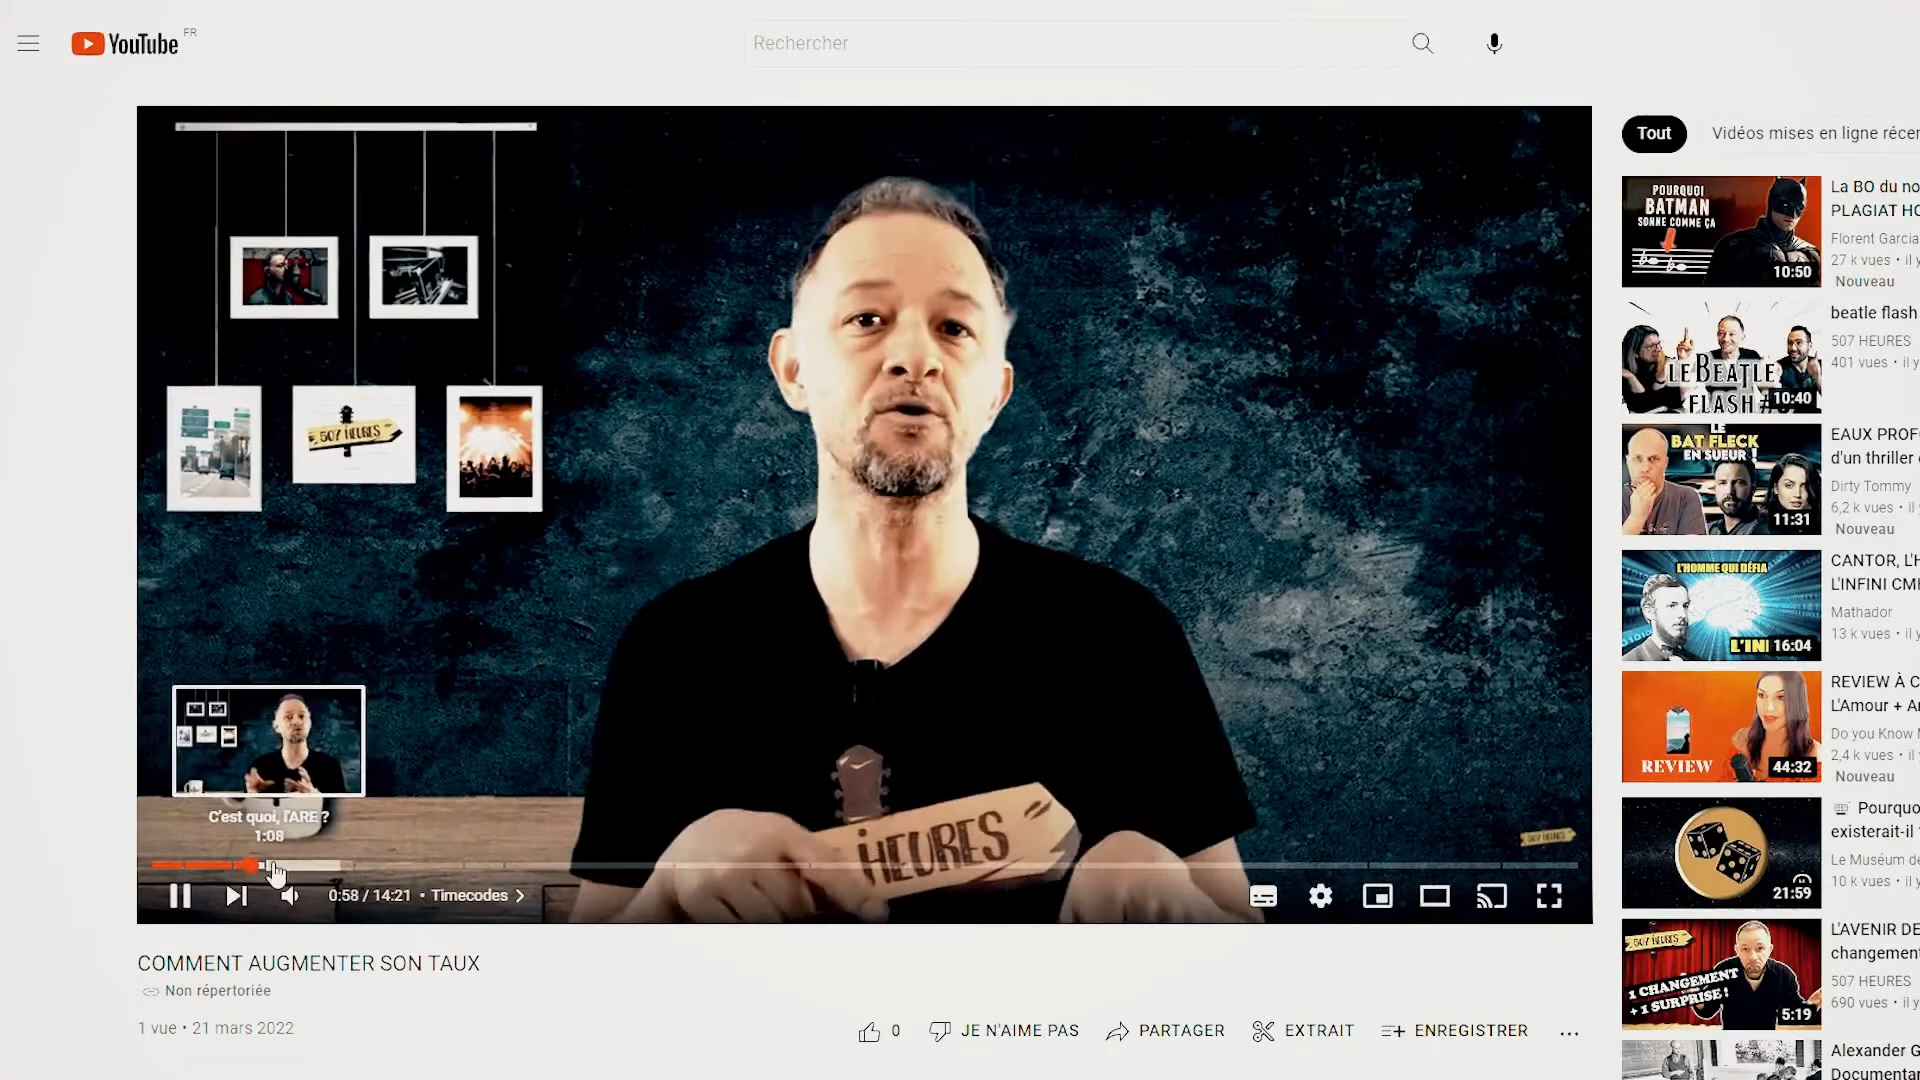 YouTube FR
Rechercher
Tout
Vidéos mises en ligne récen
507 HEURES
C'est quoi, l'ARE ?
1:08
HEURES
507 HEURES
0:58 / 14:21 • Timecodes
COMMENT AUGMENTER SON TAUX
Non répertoriée
1 vue • 21 mars 2022
0
JE N'AIME PAS
PARTAGER
EXTRAIT
ENREGISTRER
POURQUOI
BATMAN
SONNE COMME ÇA
10:50
La BO du no
PLAGIAT HO
Florent Garcia
27 k vues • il y
Nouveau
LE BEATLE
FLASH #
10:40
beatle flash
507 HEURES
401 vues • il y
LE
BAT FLECK
EN SUEUR !
11:31
EAUX PROFO
d'un thriller
Dirty Tommy
6,2 k vues • il y
Nouveau
L'HOMME QUI DÉFIA
L'INI
16:04
CANTOR, L'H
L'INFINI CMH
Mathador
13 k vues • il y
REVIEW
44:32
REVIEW À C
L'Amour + A
Do you Know
2,4 k vues • il y
Nouveau
21:59
Pourquo
existerait-il
Le Muséum de
10 k vues • il y
507 HEURES
1 CHANGEMENT
+ 1 SURPRISE !
5:19
L'AVENIR DE
changement
507 HEURES
690 vues • il y
Alexander G
Documentar